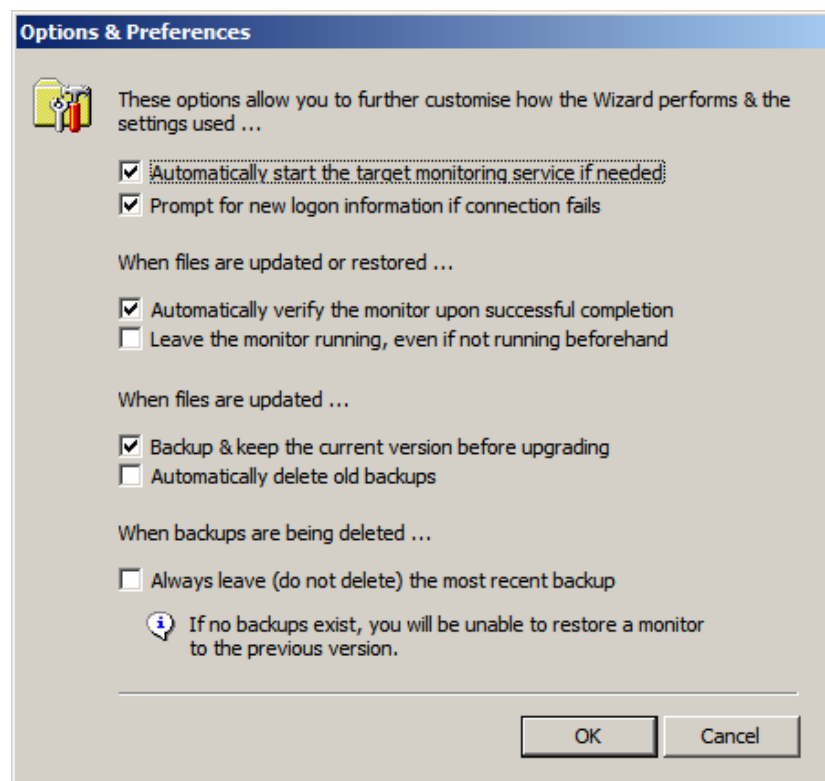 Options & Preferences
These options allow you to further customise how the Wizard performs & the
settings used ...
Automatically start the target monitoring service if needed
Prompt for new logon information if connection fails
When files are updated or restored ...
Automatically verify the monitor upon successful completion
Leave the monitor running, even if not running beforehand
When files are updated ...
Backup & keep the current version before upgrading
Automatically delete old backups
When backups are being deleted ...
Always leave (do not delete) the most recent backup
If no backups exist, you will be unable to restore a monitor
to the previous version.
OK
Cancel